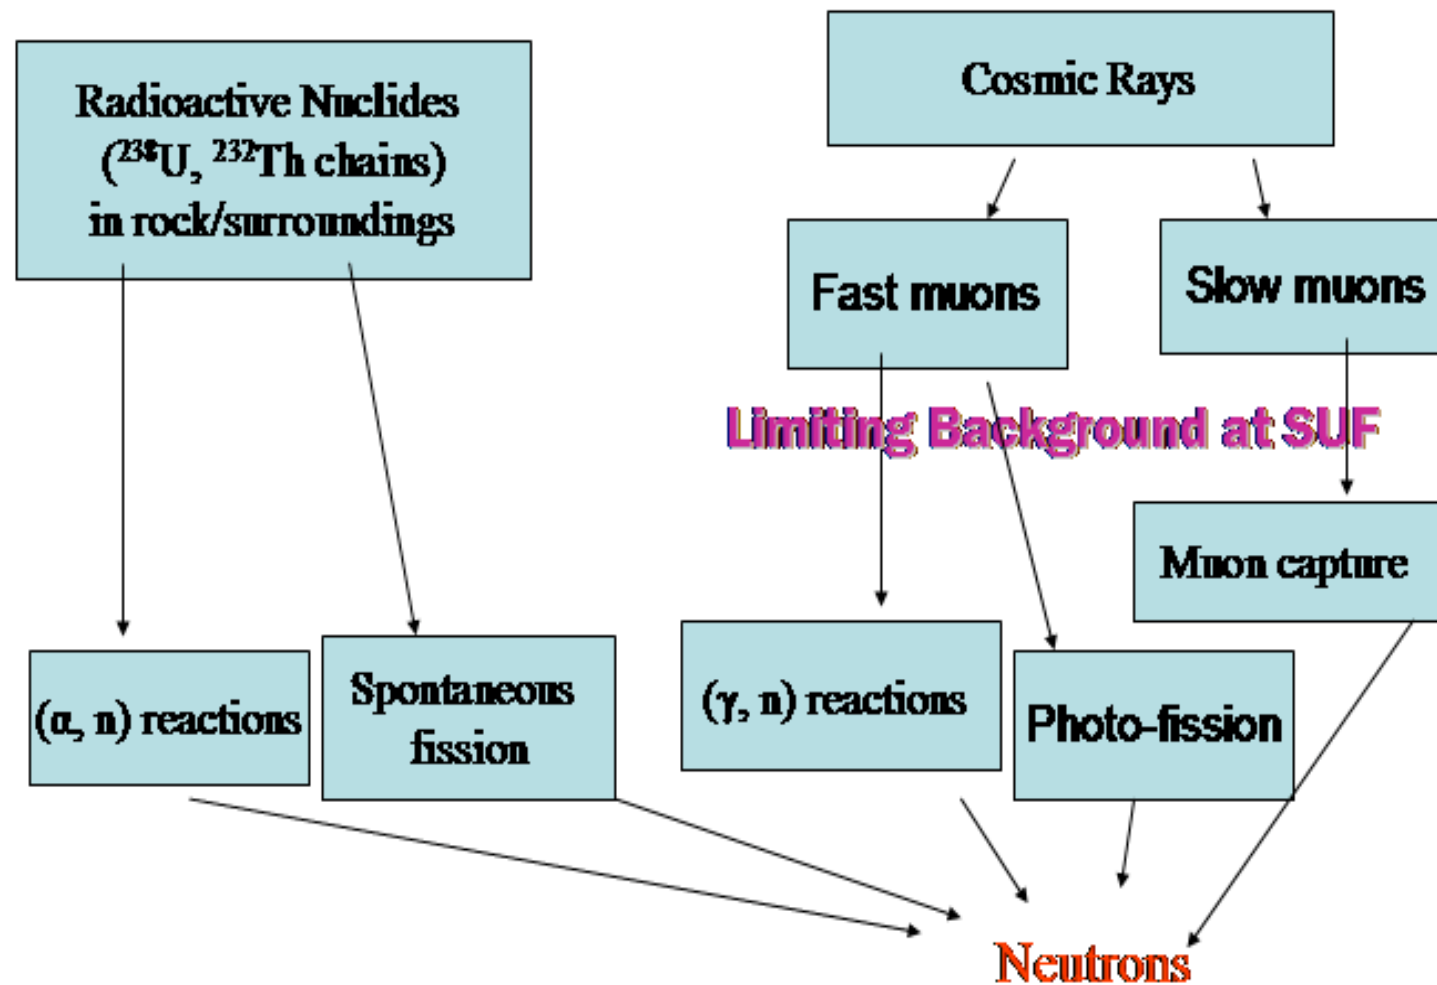 Radioactive Nuclides
(²³⁸U, ²³²Th chains)
in rock/surroundings
Cosmic Rays
Fast muons
Slow muons
Limiting Background at SUF
Muon capture
(α, n) reactions
Spontaneous
fission
(γ, n) reactions
Photo-fission
Neutrons